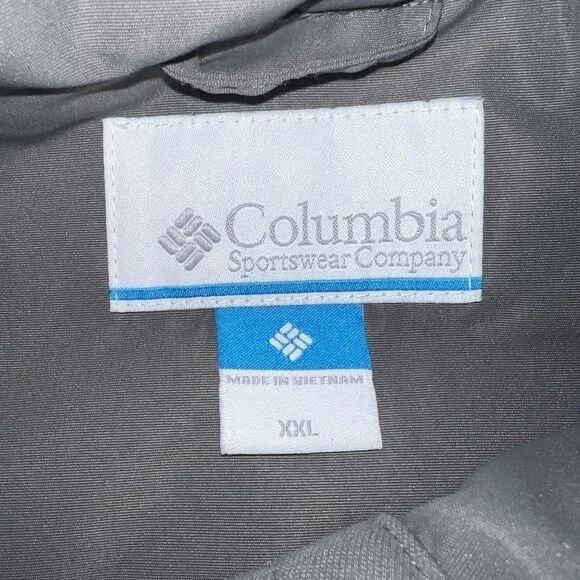 Columbia
Sportswear Company
MADE IN VIETNAM
XXL